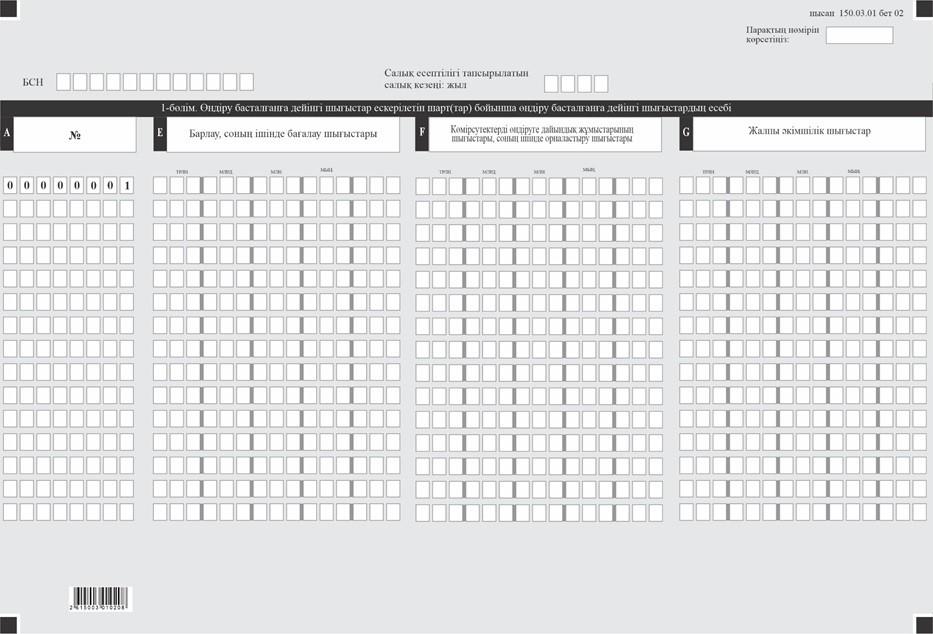 нысан 150.03.01 бет 02
Парақтың нөмірін
көрсетіңіз:
БСН
Салық есептілігі тапсырылатын
салық кезеңі: жыл
1-бөлім. Өндіру басталғанға дейінгі шығыстар ескерілетін шарт(тар) бойынша өндіру басталғанға дейінгі шығыстардың есебі
A № E Барлау, соның ішінде бағалау шығыстары F Көмірсутектерді өндіруге дайындық жұмыстарының
шығыстары, соның ішінде орналастыру шығыстары G Жалпы әкімшілік шығыстар
трлн млрд млн мың трлн млрд млн мың трлн млрд млн мың
0 0 0 0 0 0 0 1
2 615003 010208